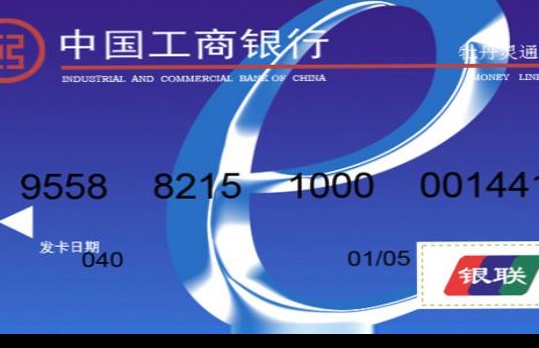 中国工商银行
牡丹灵通
INDUSTRIAL AND COMMERCIAL BANK OF CHINA
MONEY LINK
9558 8215 1000 001441
发卡日期
040
01/05
银联